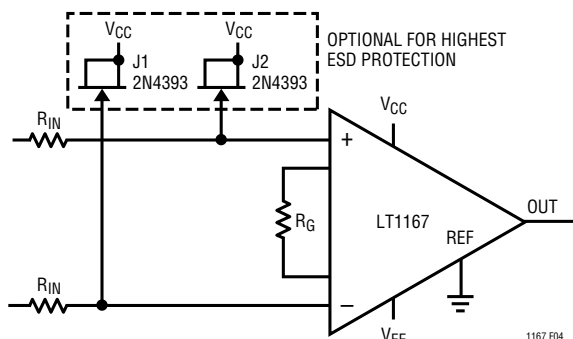 VCC
VCC
OPTIONAL FOR HIGHEST
ESD PROTECTION
J1
2N4393
J2
2N4393
RIN
VCC
+
RG
LT1167
OUT
REF
RIN
–
VEE
1167 F04